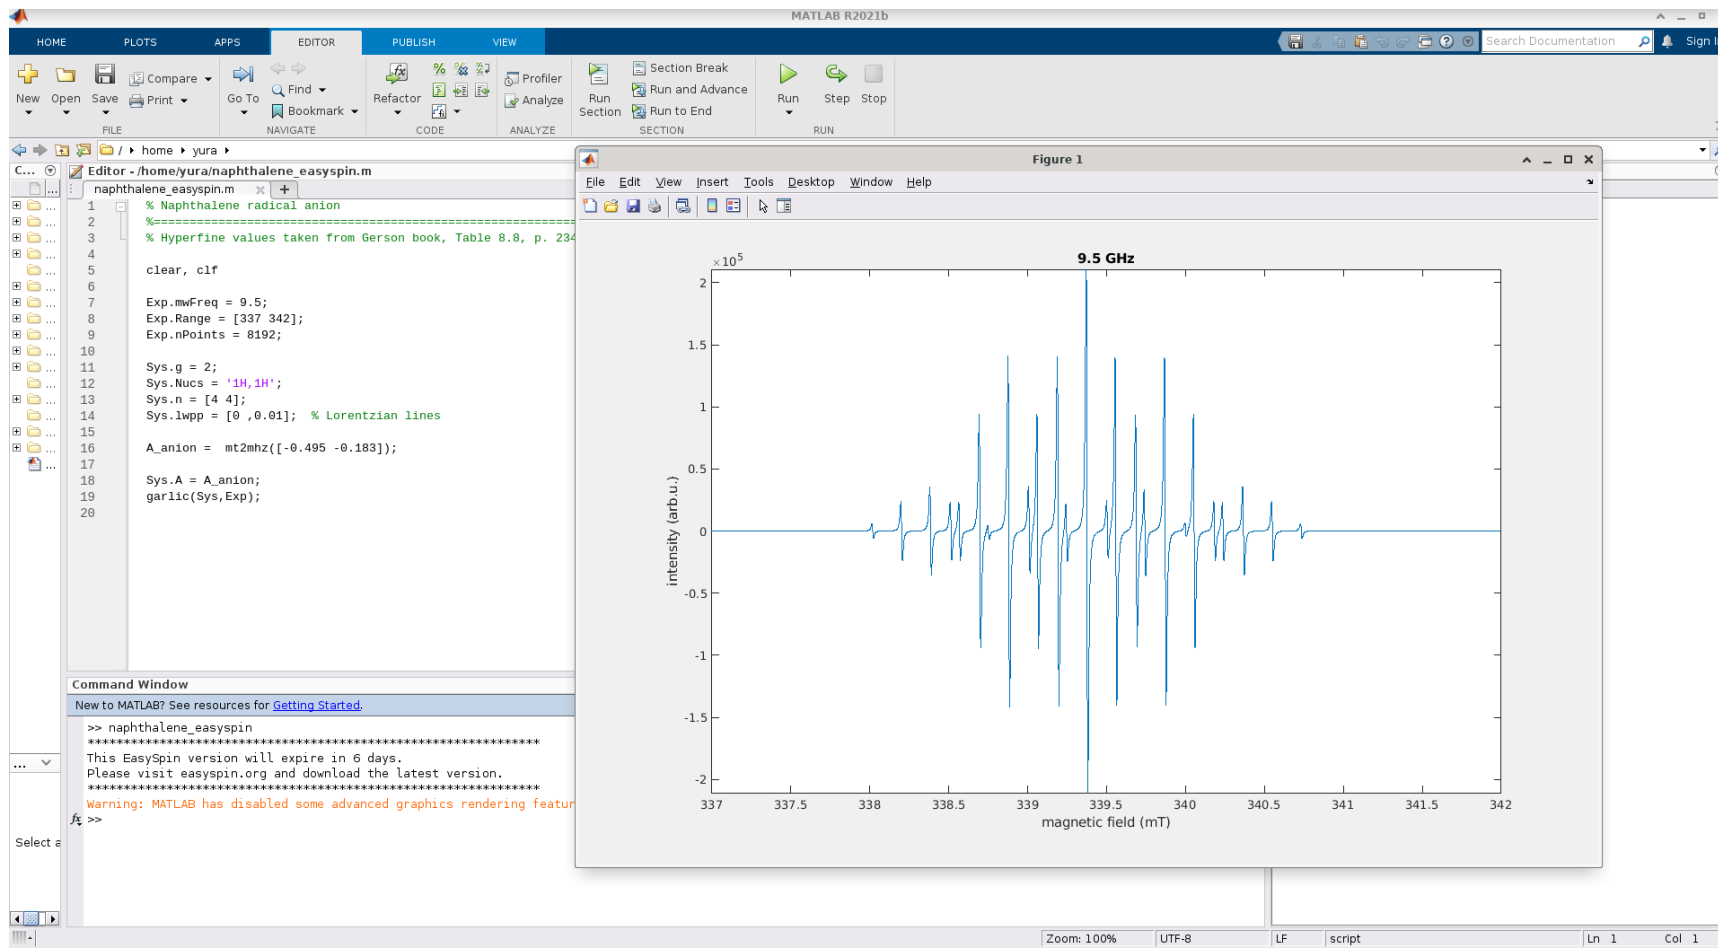 MATLAB R2021b
HOME PLOTS APPS EDITOR PUBLISH VIEW
Search Documentation
Sign I
New Open Save
Compare
Print
FILE
Go To
Find
Bookmark
NAVIGATE
Refactor
CODE
Profiler
Analyze
ANALYZE
Run Section
Section Break
Run and Advance
Run to End
SECTION
Run Step Stop
RUN
/ home yura
C...
Editor - /home/yura/naphthalene_easyspin.m
naphthalene_easyspin.m
1 % Naphthalene radical anion
2 %==========================================================
3 % Hyperfine values taken from Gerson book, Table 8.8, p. 234
4
5 clear, clf
6
7 Exp.mwFreq = 9.5;
8 Exp.Range = [337 342];
9 Exp.nPoints = 8192;
10
11 Sys.g = 2;
12 Sys.Nucs = '1H,1H';
13 Sys.n = [4 4];
14 Sys.lwpp = [0 ,0.01]; % Lorentzian lines
15
16 A_anion = mt2mhz([-0.495 -0.183]);
17
18 Sys.A = A_anion;
19 garlic(Sys,Exp);
20
Command Window
New to MATLAB? See resources for Getting Started.
>> naphthalene_easyspin
***************************************************************
This EasySpin version will expire in 6 days.
Please visit easyspin.org and download the latest version.
***************************************************************
Warning: MATLAB has disabled some advanced graphics rendering featur
fx >>
Select a
Figure 1
File Edit View Insert Tools Desktop Window Help
9.5 GHz
×10^5
2
1.5
1
0.5
0
-0.5
-1
-1.5
-2
intensity (arb.u.)
337 337.5 338 338.5 339 339.5 340 340.5 341 341.5 342
magnetic field (mT)
Zoom: 100% UTF-8 LF script Ln 1 Col 1